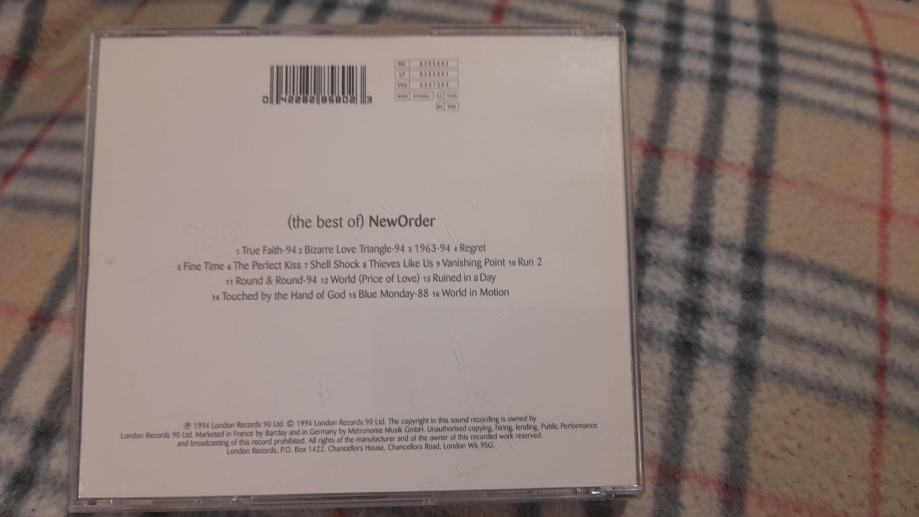 0 42282 85802 3
MC
LP
VHS
(the best of) NewOrder
1 True Faith-94 2 Bizarre Love Triangle-94 3 1963-94 4 Regret
5 Fine Time 6 The Perfect Kiss 7 Shell Shock 8 Thieves Like Us 9 Vanishing Point 10 Run 2
11 Round & Round-94 12 World (Price of Love) 13 Ruined in a Day
14 Touched by the Hand of God 15 Blue Monday-88 16 World in Motion
℗ 1994 London Records 90 Ltd. © 1994 London Records 90 Ltd. The copyright in this sound recording is owned by
London Records 90 Ltd. Marketed in France by Barclay and in Germany by Metronome Musik GmbH. Unauthorised copying, hiring, lending, Public Performance
and broadcasting of this record prohibited. All rights of the manufacturer and of the owner of this recorded work reserved.
London Records, P.O. Box 1422, Chancellors House, Chancellors Road, London W6 9SG.